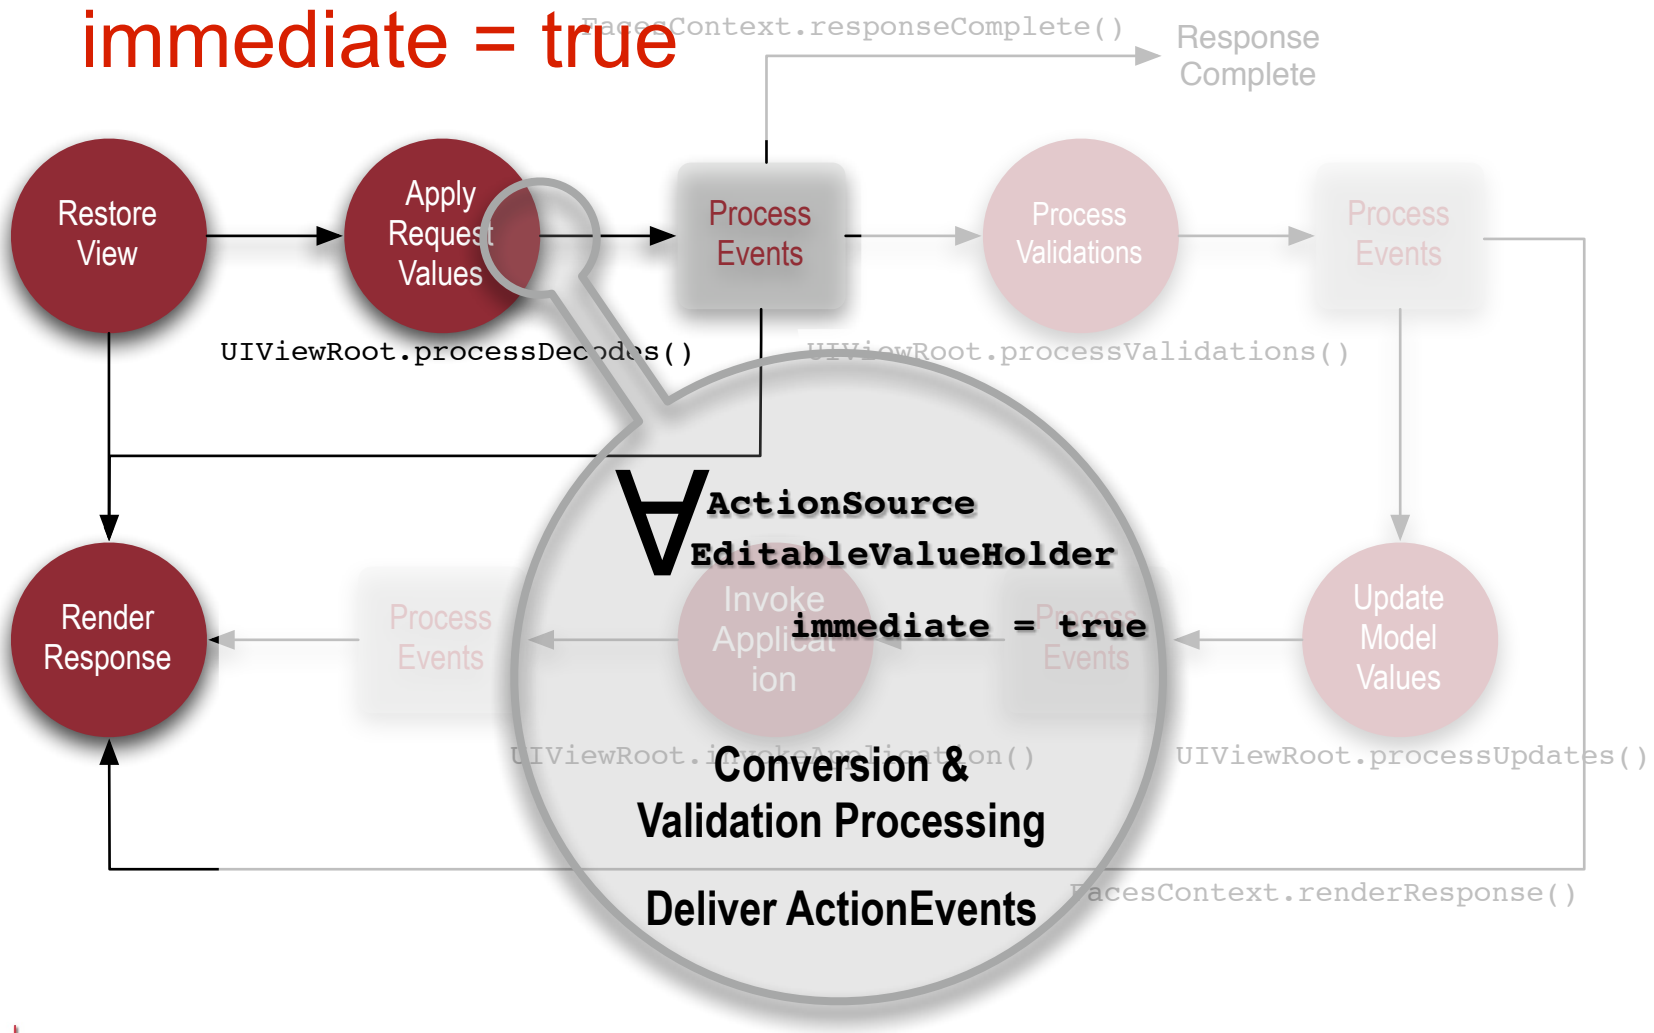 immediate = true
FacesContext.responseComplete()
Response
Complete
Restore
View
Apply
Request
Values
Process
Events
Process
Validations
Process
Events
UIViewRoot.processDecodes()
UIViewRoot.processValidations()
∀
ActionSource
EditableValueHolder
immediate = true
Render
Response
Process
Events
Invoke
Applicat
ion
Process
Events
Update
Model
Values
UIViewRoot.invokeApplication()
UIViewRoot.processUpdates()
Conversion &
Validation Processing
Deliver ActionEvents
FacesContext.renderResponse()